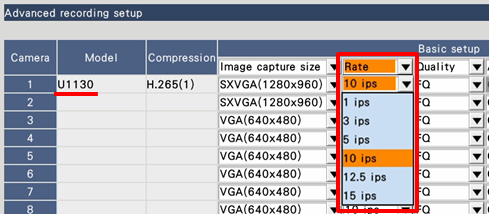 Advanced recording setup
Basic setup
Camera Model Compression
Image capture size Rate Quality
1 U1130 H.265(1) SXVGA(1280x960) 10 ips FQ
2 SXVGA(1280x960) 1 ips FQ
3 VGA(640x480) 3 ips FQ
4 VGA(640x480) 5 ips FQ
5 VGA(640x480) 10 ips FQ
6 VGA(640x480) 12.5 ips FQ
7 VGA(640x480) 15 ips FQ
8 VGA(640x480) 10 ips FQ